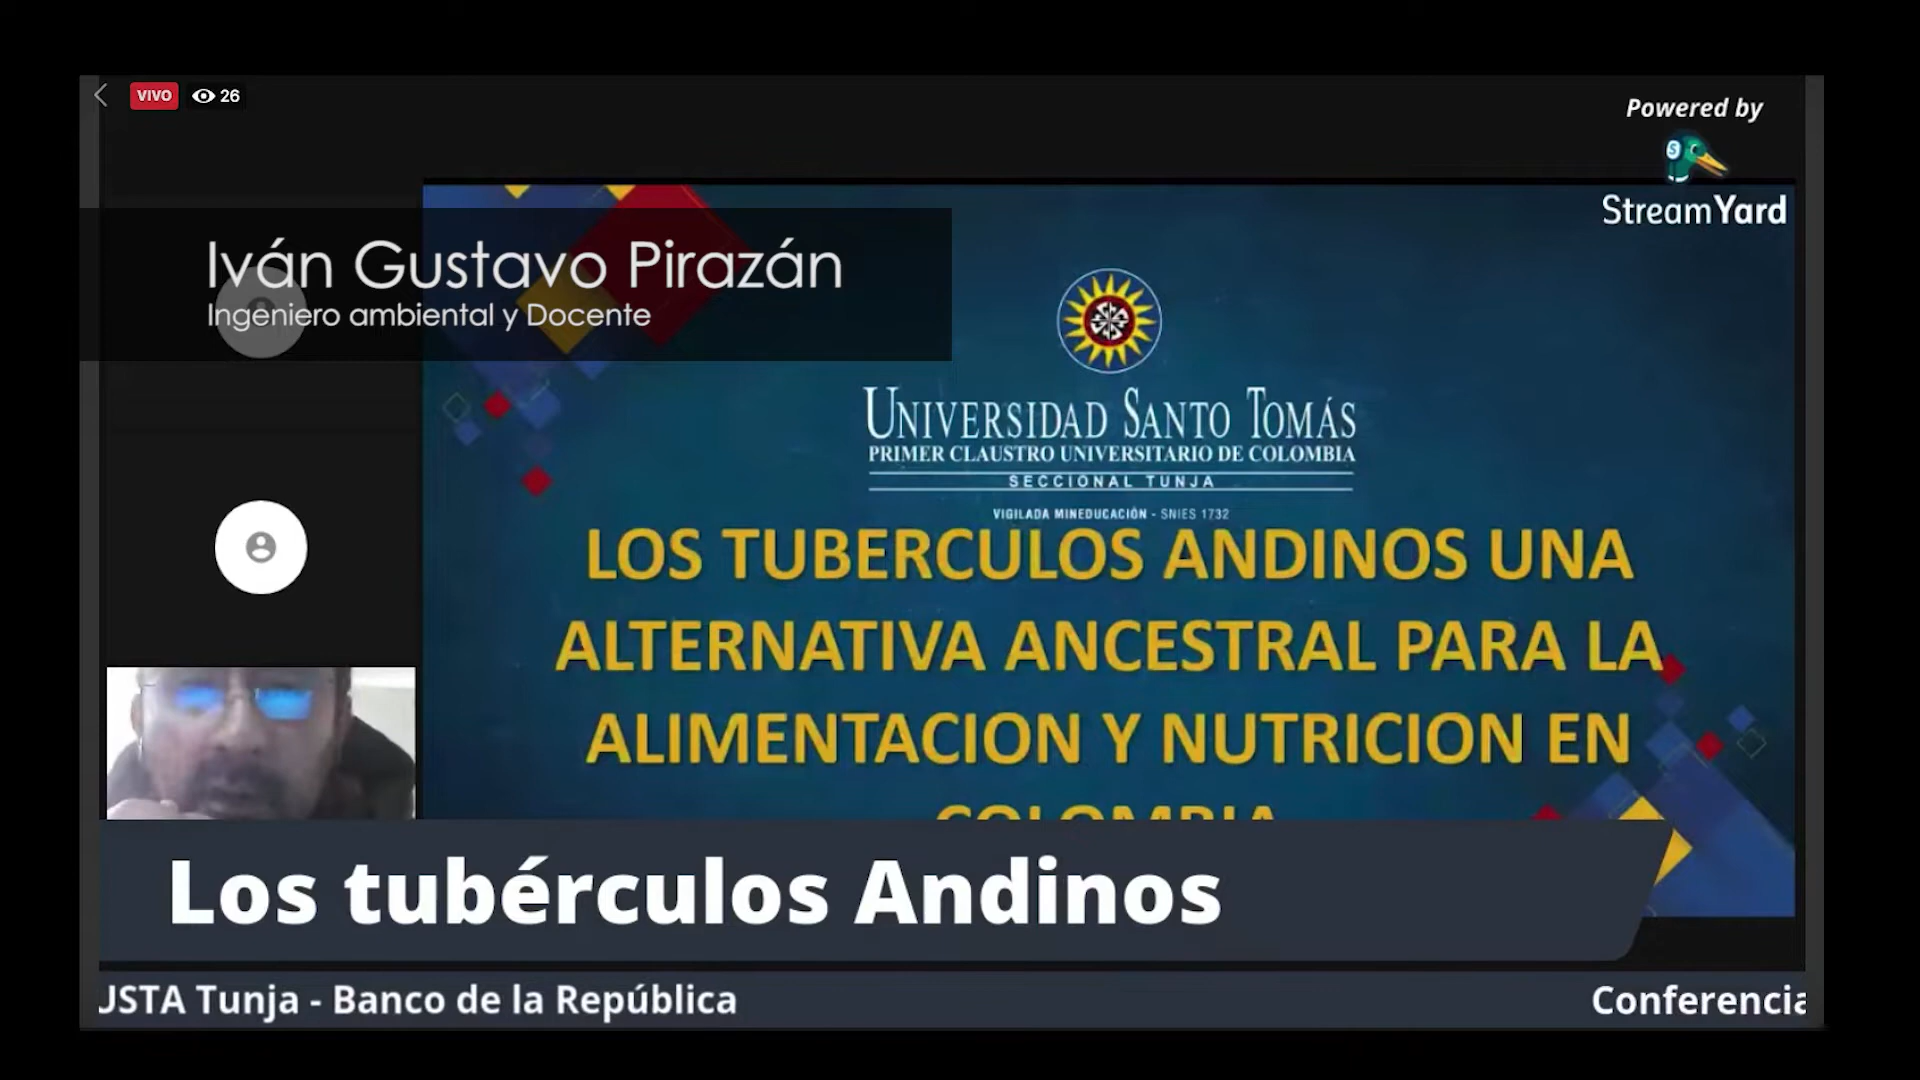 VIVO 26
Powered by
StreamYard
Iván Gustavo Pirazán
Ingeniero ambiental y Docente
UNIVERSIDAD SANTO TOMÁS
PRIMER CLAUSTRO UNIVERSITARIO DE COLOMBIA
SECCIONAL TUNJA
VIGILADA MINEDUCACIÓN - SNIES 1732
LOS TUBERCULOS ANDINOS UNA
ALTERNATIVA ANCESTRAL PARA LA
ALIMENTACION Y NUTRICION EN
COLOMBIA
Los tubérculos Andinos
USTA Tunja - Banco de la República
Conferencia